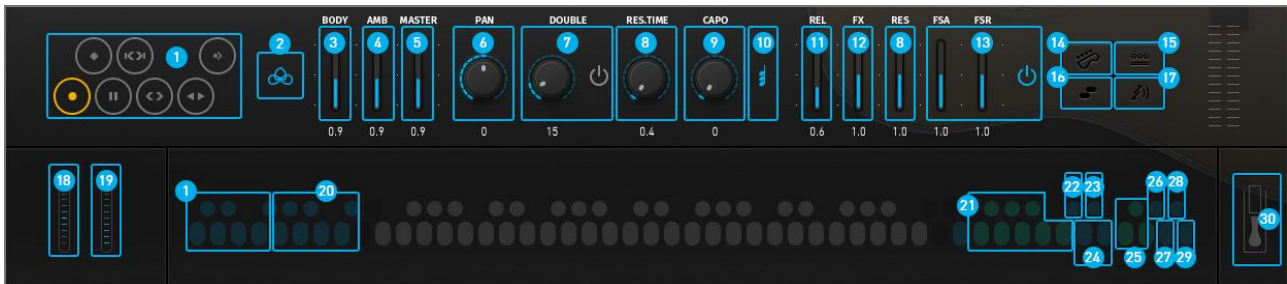 BODY AMB MASTER PAN DOUBLE RES.TIME CAPO REL FX RES FSA FSR
1 2 3 4 5 6 7 8 9 10 11 12 8 13 14 15
16 17
0.9 0.9 0.9 0 15 0.4 0 0.6 1.0 1.0 1.0 1.0
18 19 1 20 21 22 23 26 28
30
24 25 27 29